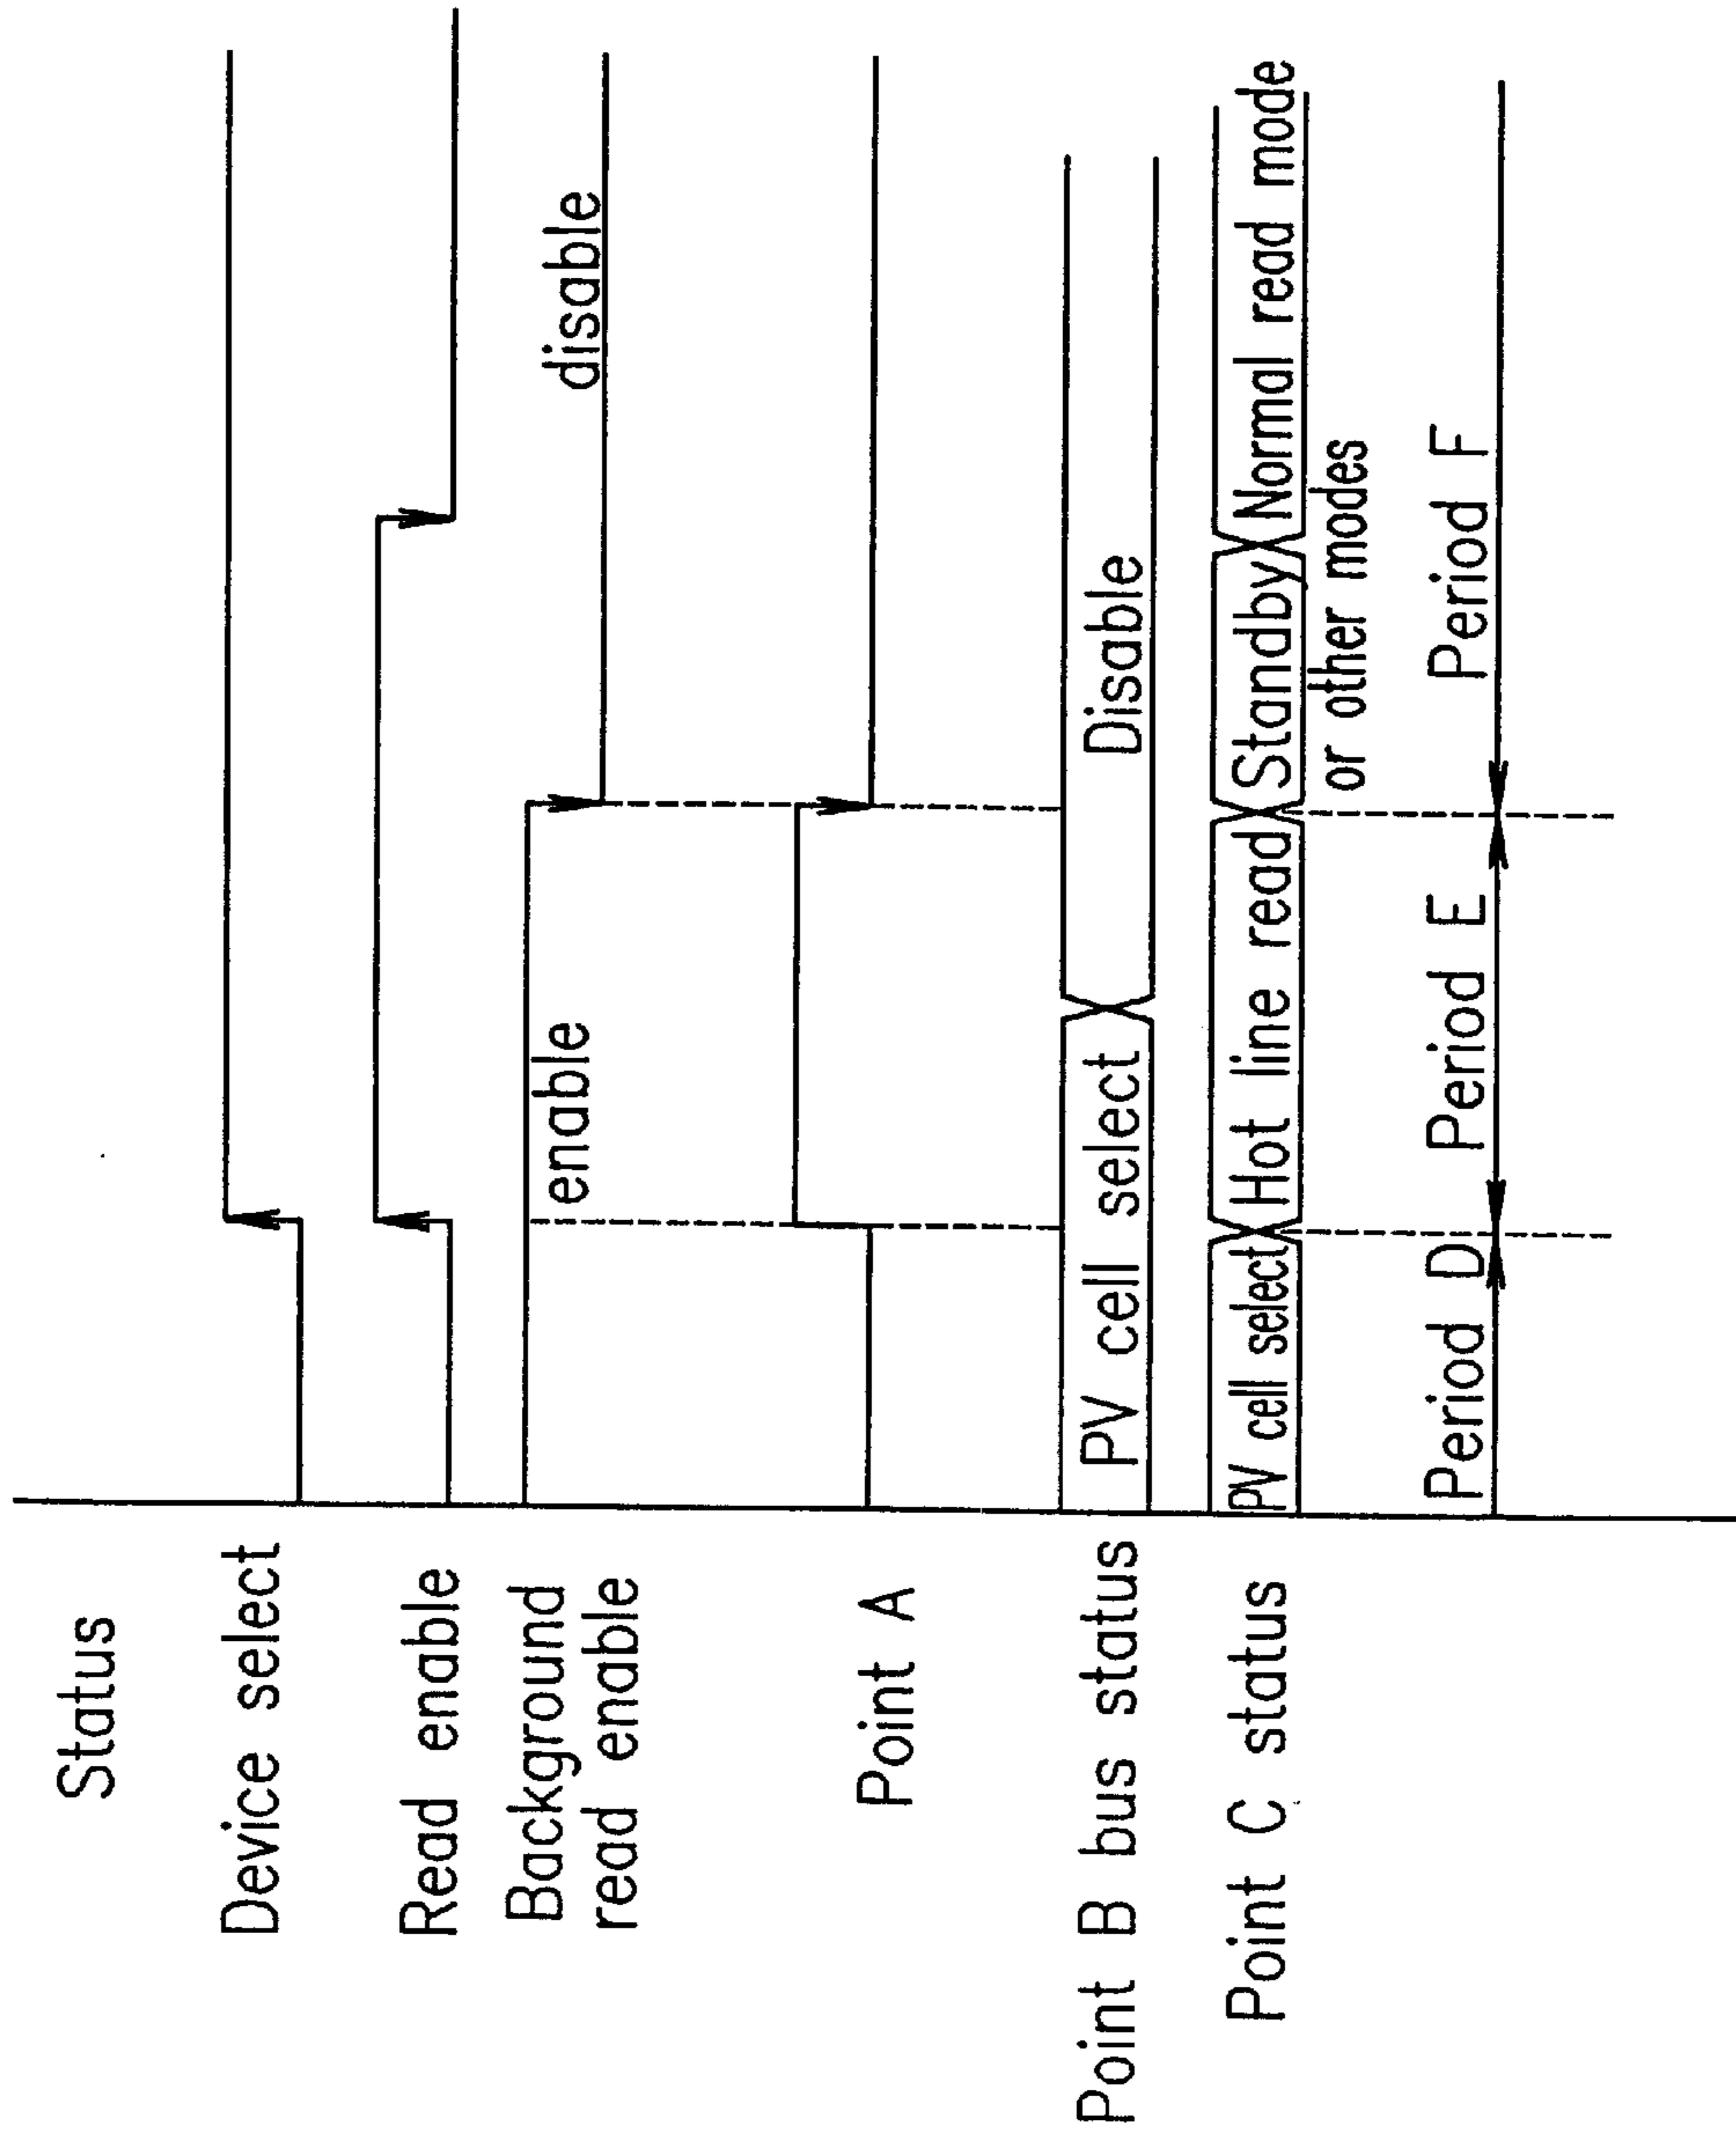 Status
Device select
Read enable
Background
read enable
enable
disable
Point A
Point B bus status
PV cell select
Disable
Point C status
PV cell select
Hot line read
Standby
Normal read mode
or other modes
Period D
Period E
Period F